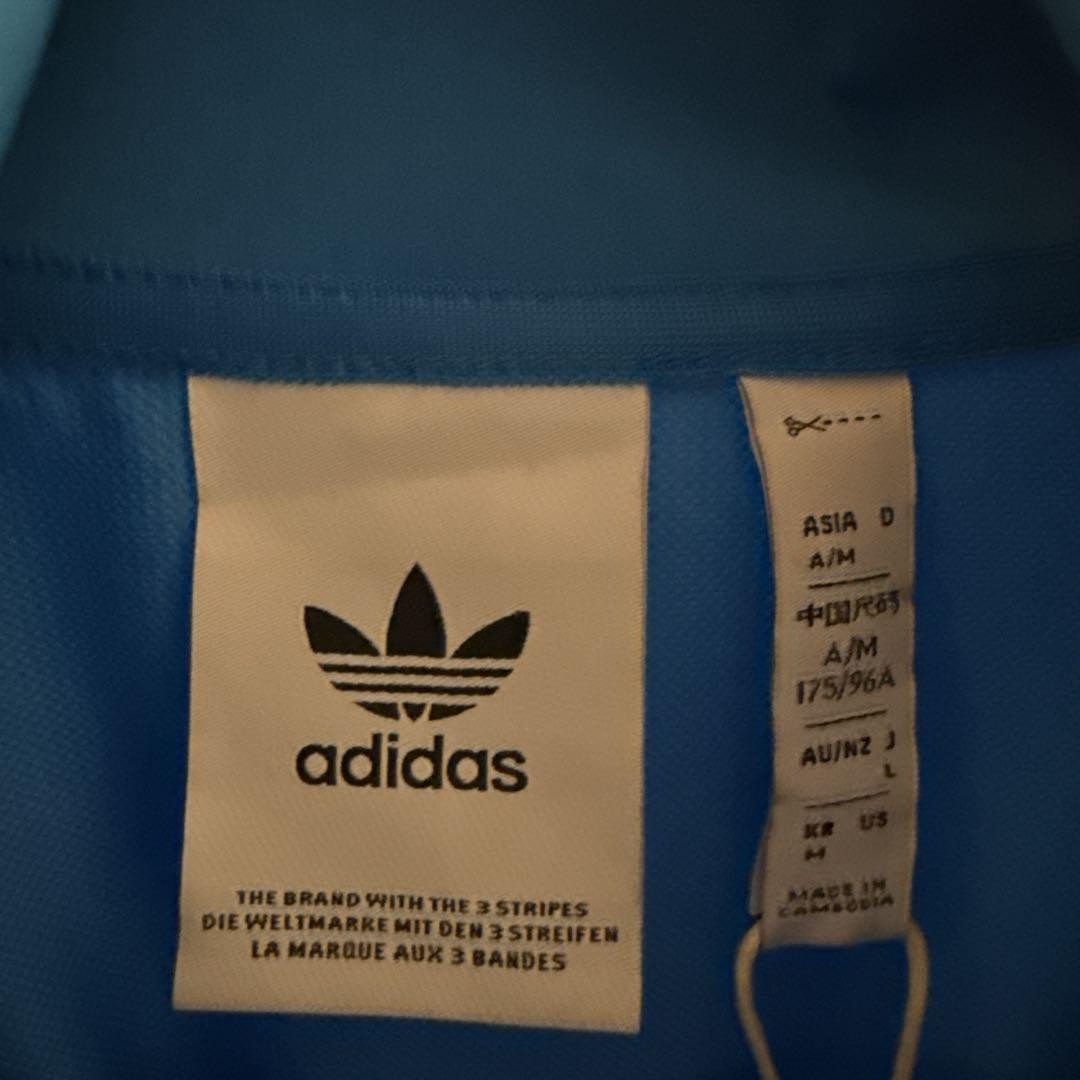 adidas
THE BRAND WITH THE 3 STRIPES
DIE WELTMARKE MIT DEN 3 STREIFEN
LA MARQUE AUX 3 BANDES
ASIA D
A/M
中国尺码
A/M
175/96A
AU/NZ J
L
KR US
M
MADE IN
CAMBODIA